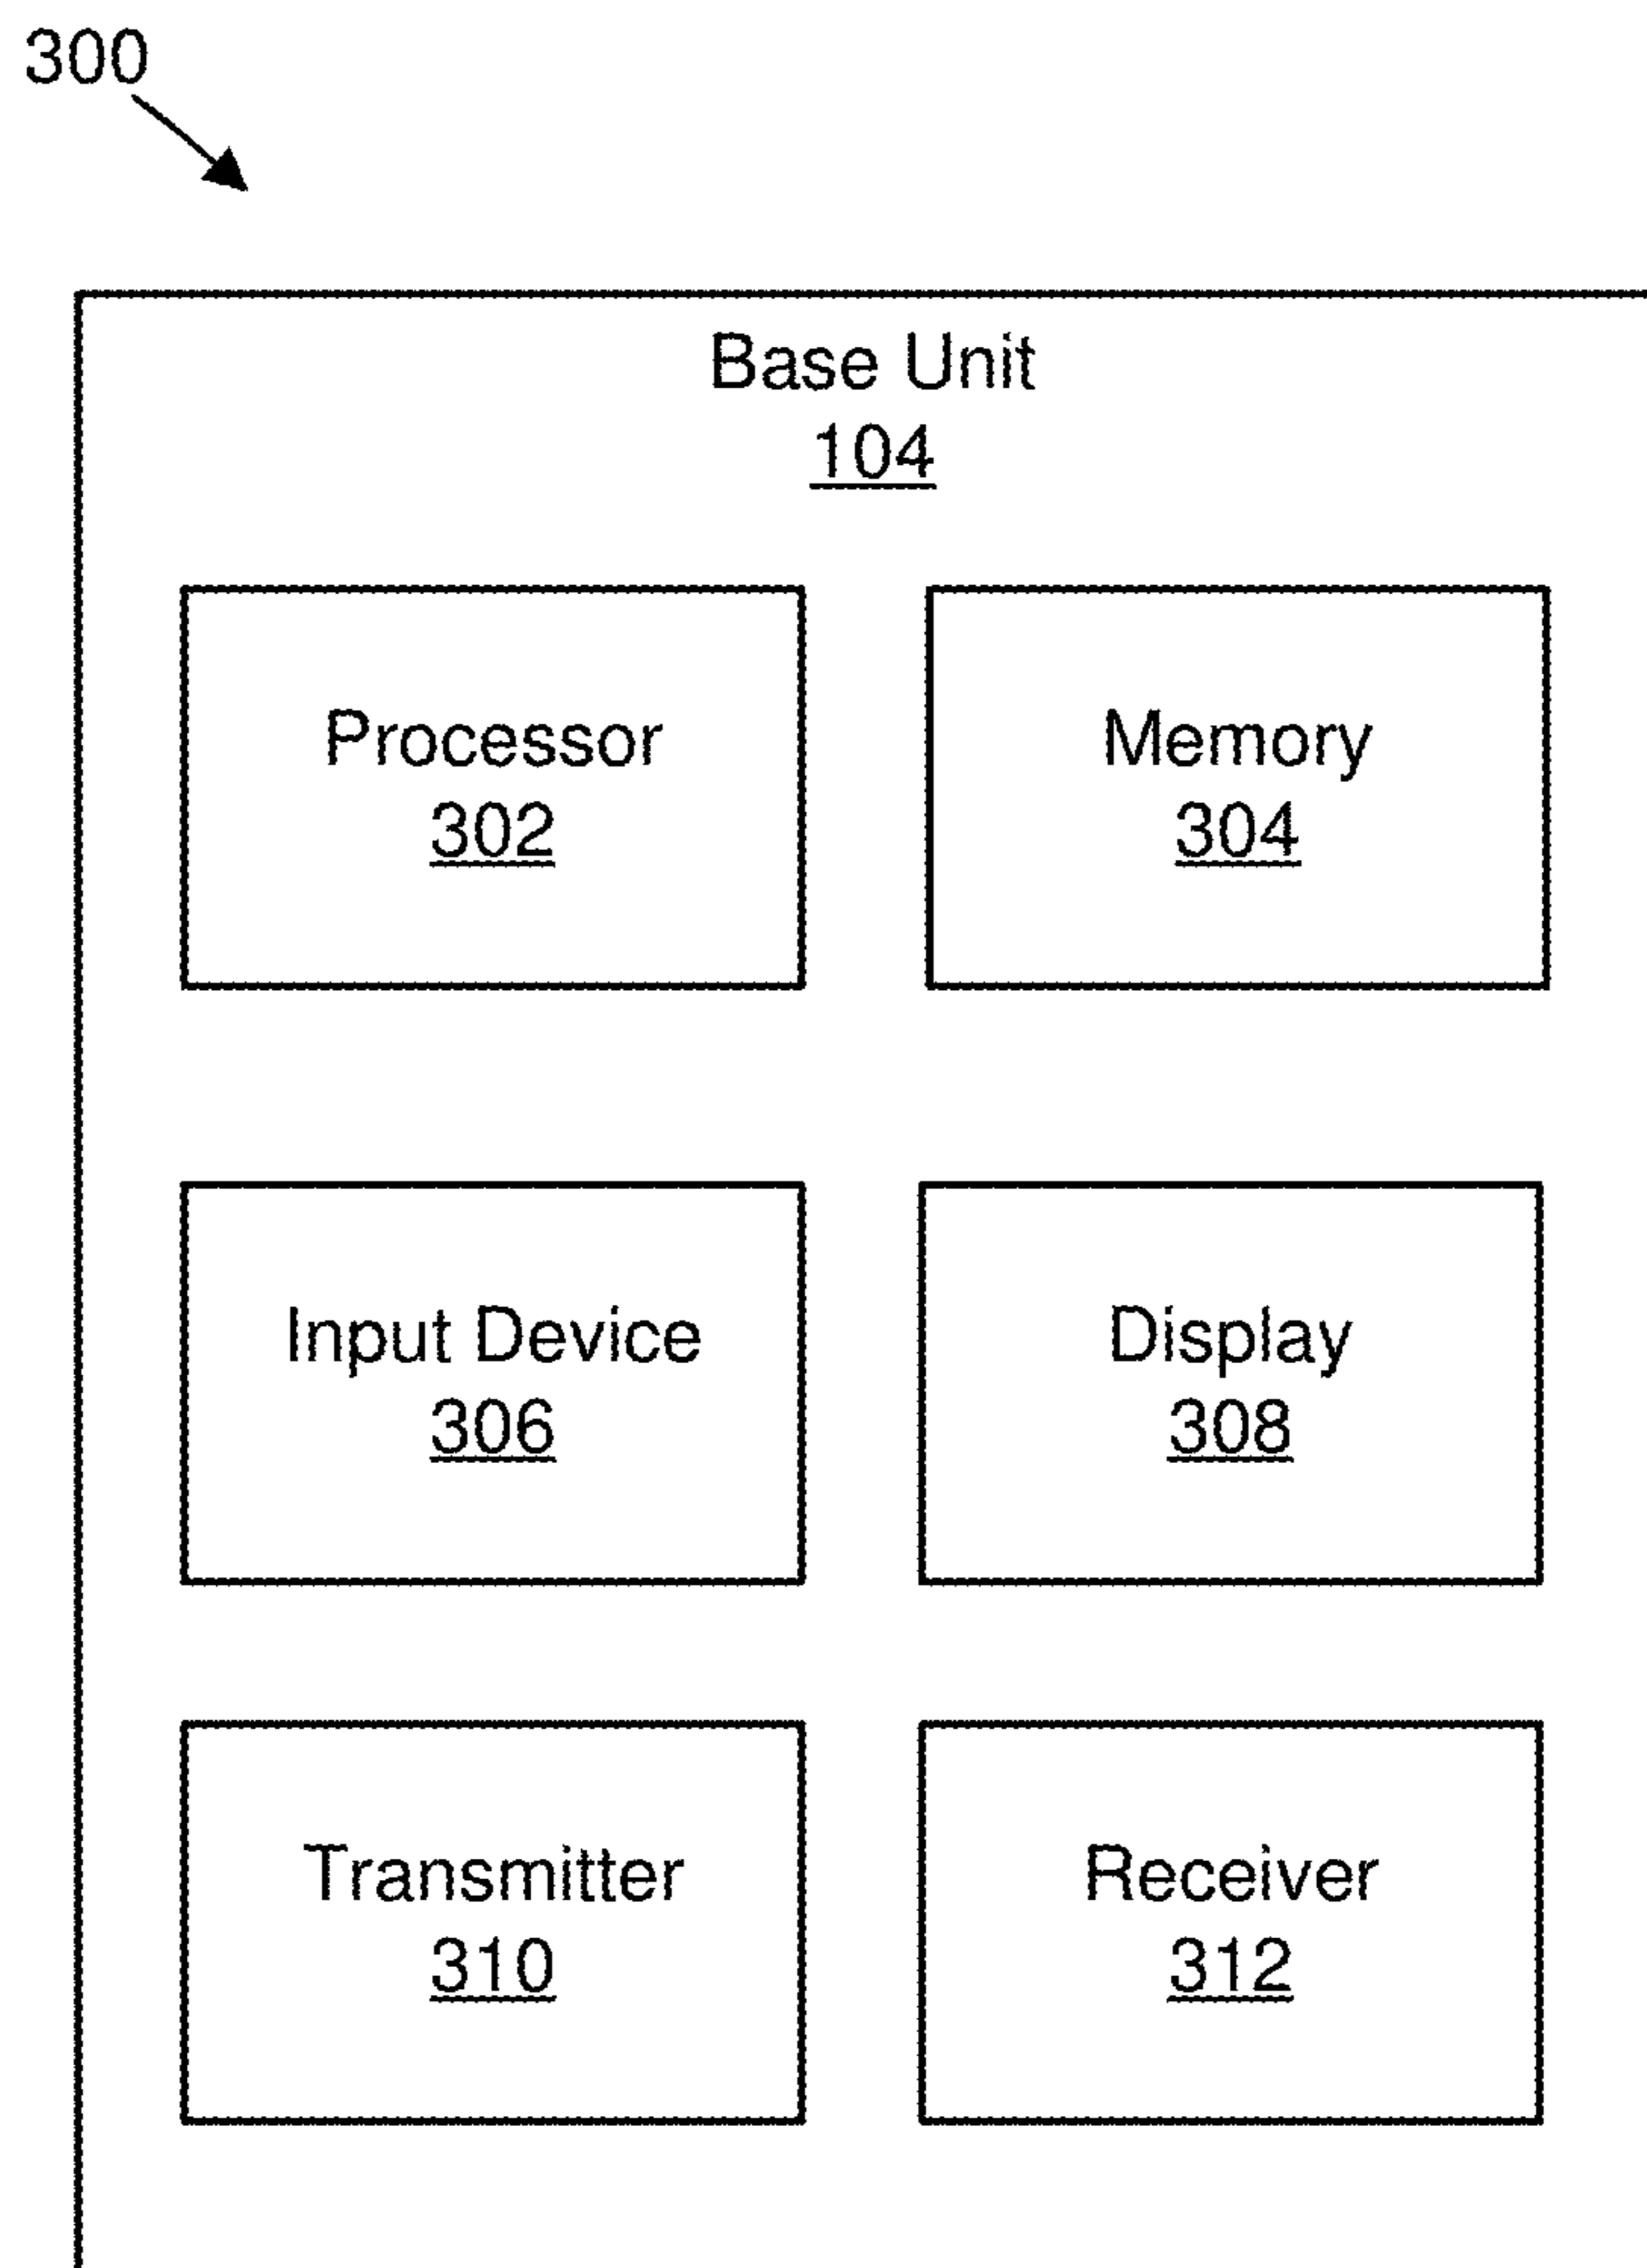 300
Base Unit
104
Processor
302
Memory
304
Input Device
306
Display
308
Transmitter
310
Receiver
312